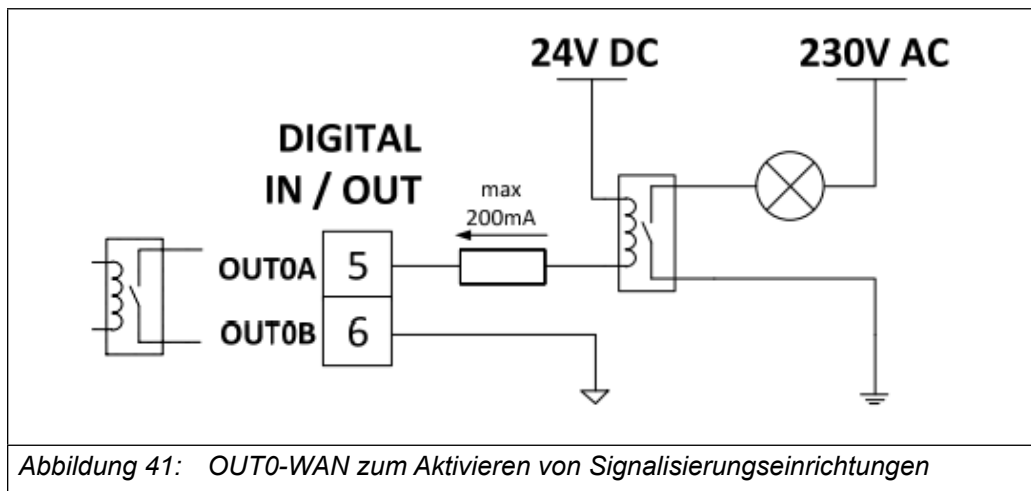 24V DC
230V AC
DIGITAL
IN / OUT
max
200mA
OUT0A 5
OUT0B 6
Abbildung 41: OUT0-WAN zum Aktivieren von Signalisierungseinrichtungen